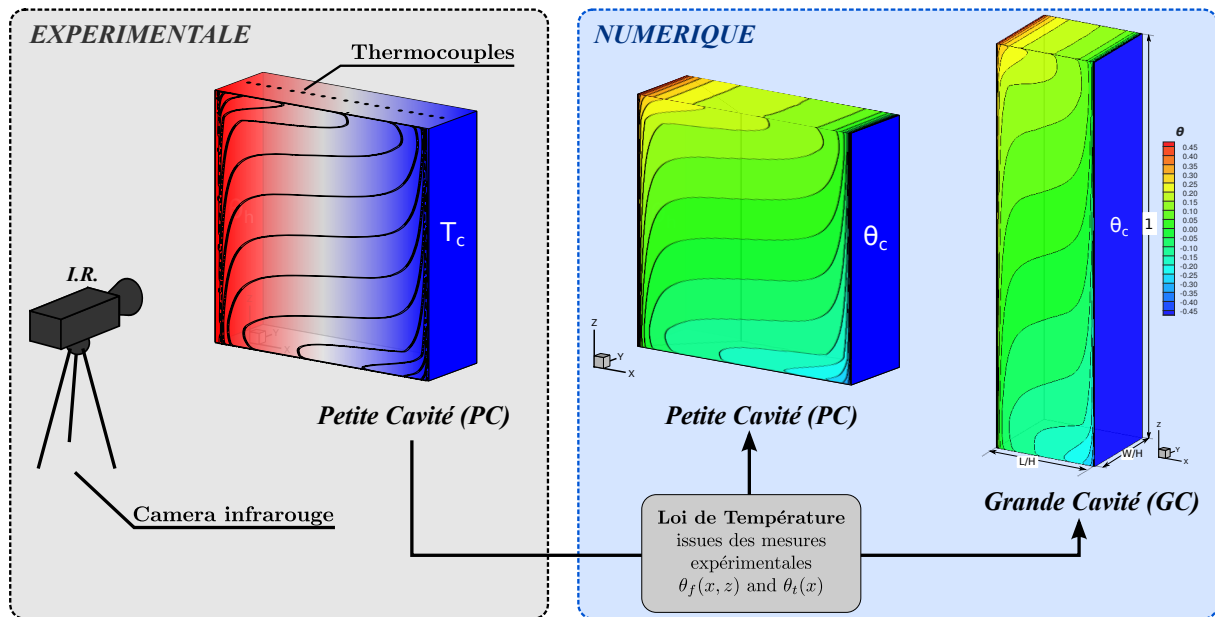 EXPERIMENTALE
Thermocouples
I.R.
h
T_c
Y
X
Petite Cavité (PC)
Camera infrarouge
NUMERIQUE
θ_c
Z
Y
X
Petite Cavité (PC)
Loi de Température
issues des mesures
expérimentales
θ_f(x, z) and θ_t(x)
θ_c
1
L/H
W/H
Z
Y
X
Grande Cavité (GC)
θ
0.45
0.40
0.35
0.30
0.25
0.20
0.15
0.10
0.05
0.00
-0.05
-0.10
-0.15
-0.20
-0.25
-0.30
-0.35
-0.40
-0.45